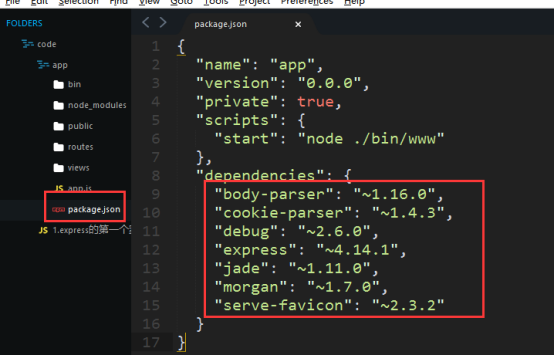 File Edit Selection Find View Goto Tools Project Preferences Help
FOLDERS
code
app
bin
node_modules
public
routes
views
JS app.js
npm package.json
JS 1.express的第一个
package.json ×
1 {
2 "name": "app",
3 "version": "0.0.0",
4 "private": true,
5 "scripts": {
6 "start": "node ./bin/www"
7 },
8 "dependencies": {
9 "body-parser": "~1.16.0",
10 "cookie-parser": "~1.4.3",
11 "debug": "~2.6.0",
12 "express": "~4.14.1",
13 "jade": "~1.11.0",
14 "morgan": "~1.7.0",
15 "serve-favicon": "~2.3.2"
16 }
17 }